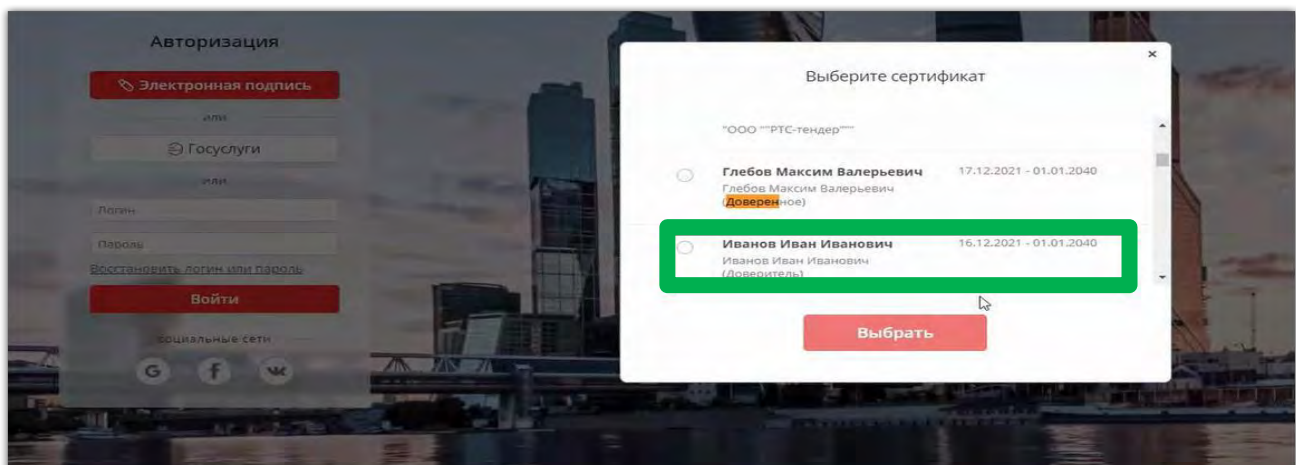 Авторизация
Электронная подпись
или
Госуслуги
или
Логин
Пароль
Восстановить логин или пароль
Войти
социальные сети
G f
×
Выберите сертификат
"ООО ""РТС-тендер"""
Глебов Максим Валерьевич 17.12.2021 - 01.01.2040
Глебов Максим Валерьевич
(Доверенное)
Иванов Иван Иванович 16.12.2021 - 01.01.2040
Иванов Иван Иванович
(Доверитель)
Выбрать